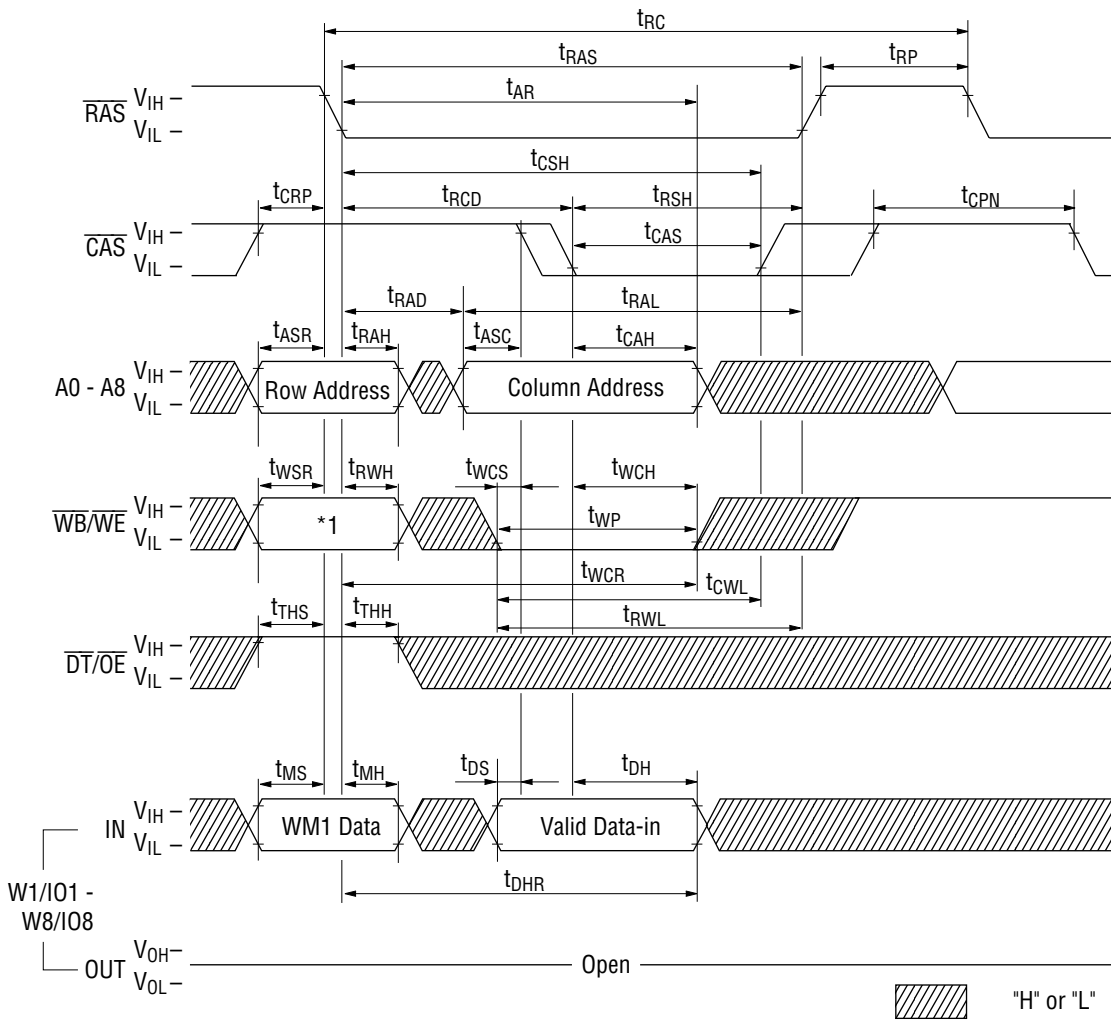 tRC
tRAS
tRP
tAR
RAS VIH –
VIL –
tCSH
tCRP
tRCD
tRSH
tCPN
CAS VIH –
VIL –
tCAS
tRAD
tRAL
tASR
tRAH
tASC
tCAH
A0 - A8 VIH –
VIL –
Row Address
Column Address
tWSR
tRWH
tWCS
tWCH
WB/WE VIH –
VIL –
*1
tWP
tWCR
tCWL
tRWL
tTHS
tTHH
DT/OE VIH –
VIL –
tMS
tMH
tDS
tDH
IN VIH –
VIL –
WM1 Data
Valid Data-in
tDHR
W1/IO1 -
W8/IO8
OUT VOH –
VOL –
Open
"H" or "L"